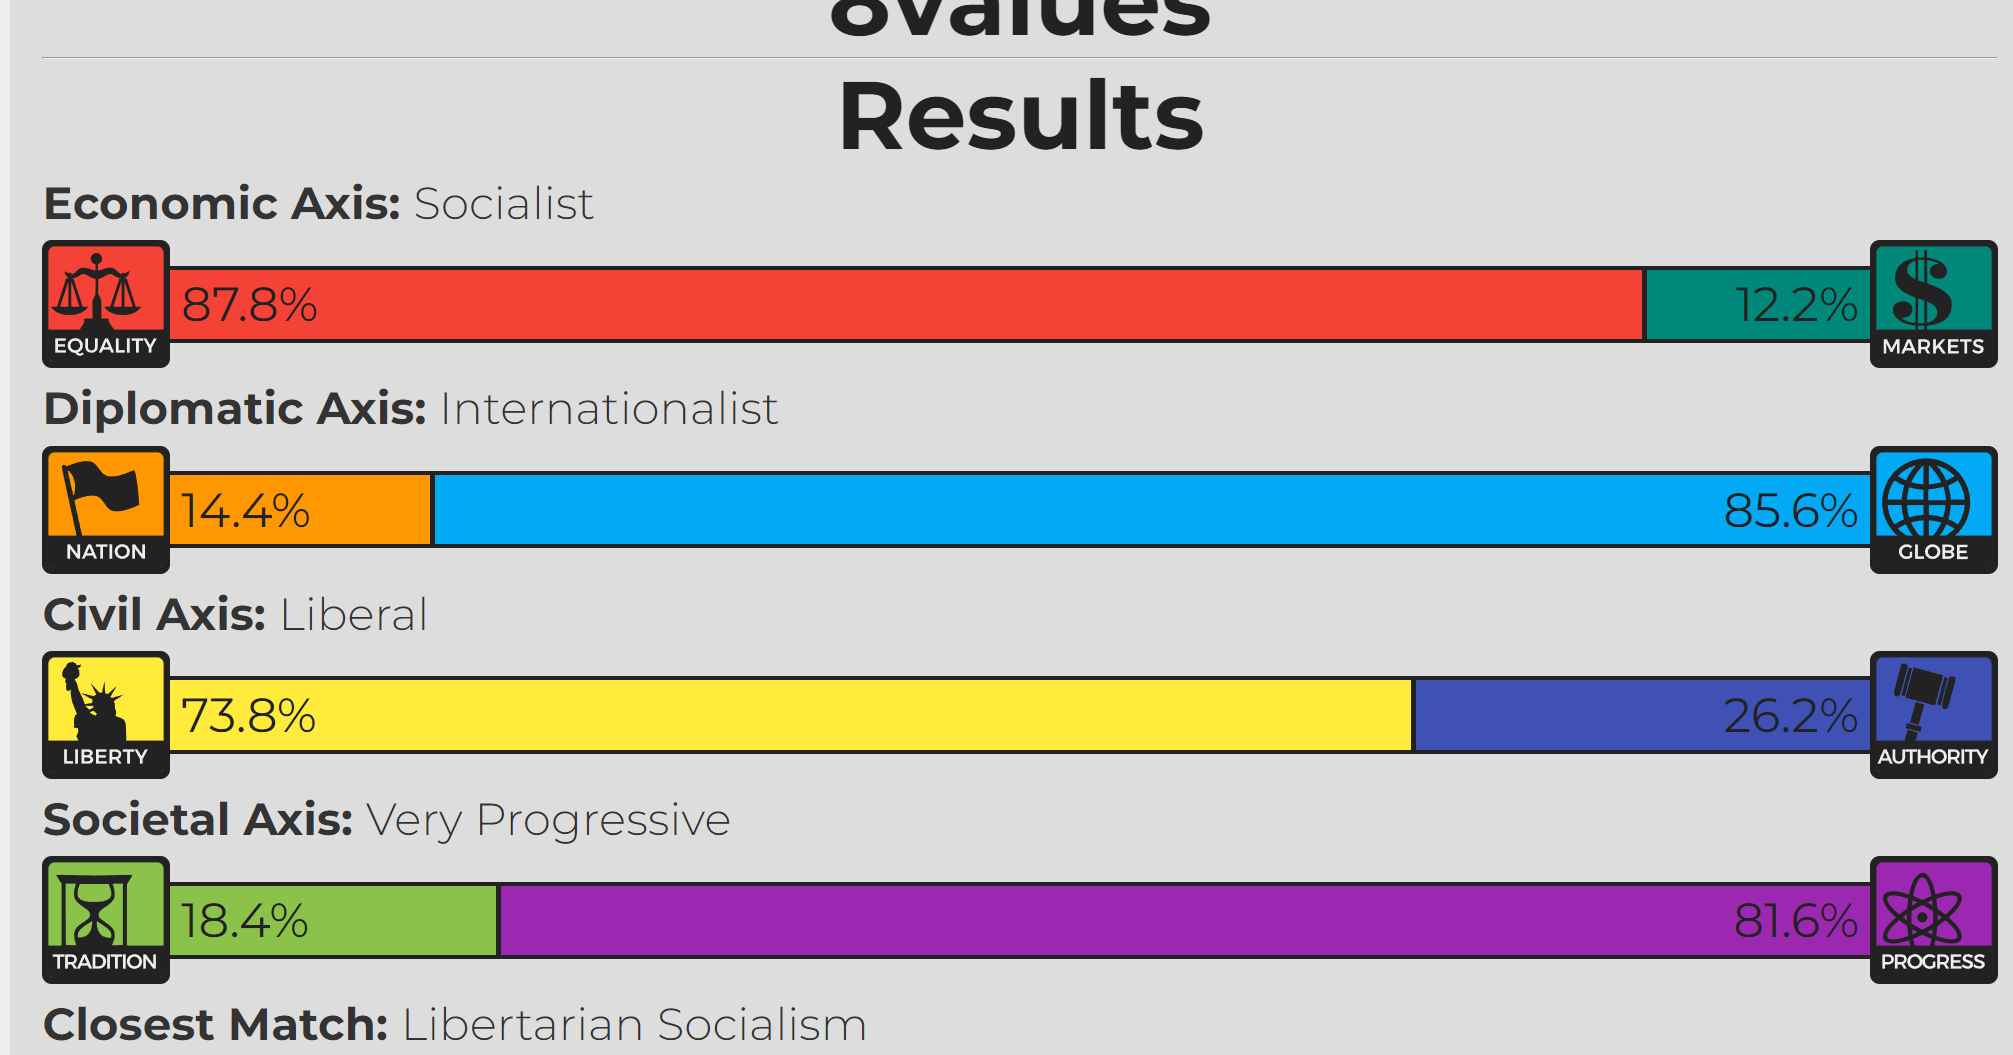 8values
Results
Economic Axis: Socialist
EQUALITY
87.8%
12.2%
MARKETS
Diplomatic Axis: Internationalist
NATION
14.4%
85.6%
GLOBE
Civil Axis: Liberal
LIBERTY
73.8%
26.2%
AUTHORITY
Societal Axis: Very Progressive
TRADITION
18.4%
81.6%
PROGRESS
Closest Match: Libertarian Socialism